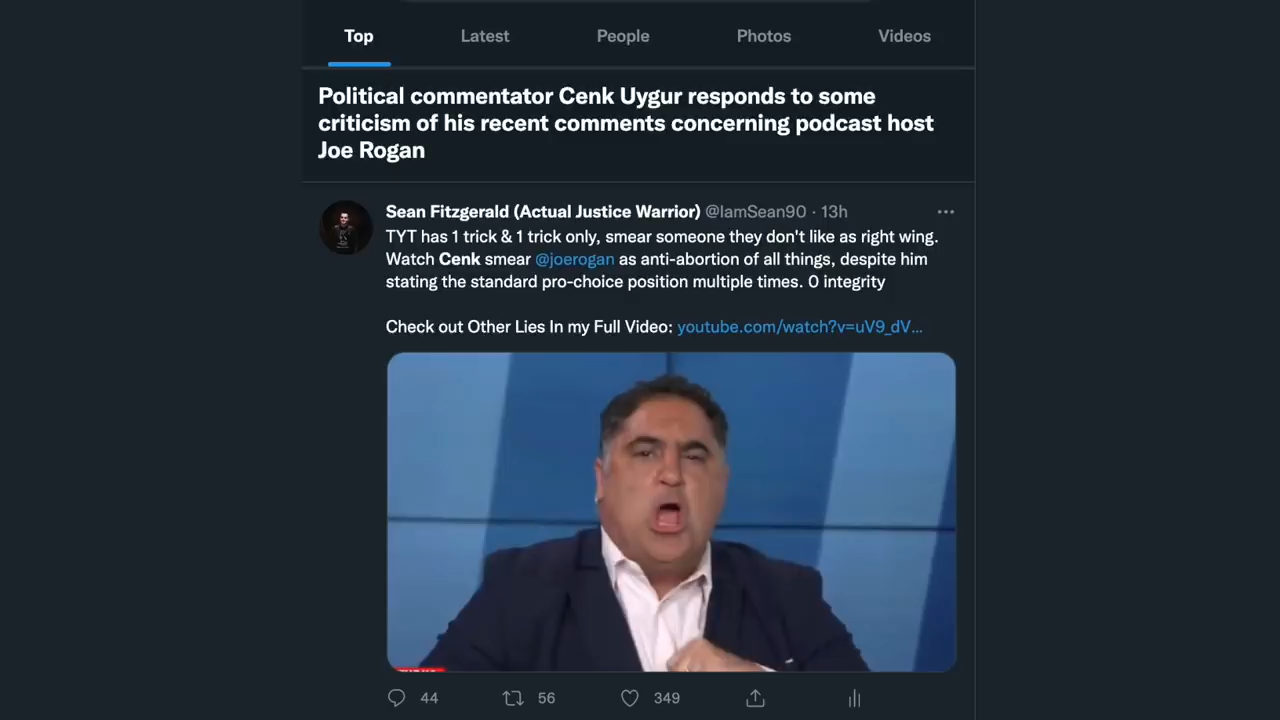 Top Latest People Photos Videos
Political commentator Cenk Uygur responds to some
criticism of his recent comments concerning podcast host
Joe Rogan
Sean Fitzgerald (Actual Justice Warrior) @IamSean90 · 13h
TYT has 1 trick & 1 trick only, smear someone they don't like as right wing.
Watch Cenk smear @joerogan as anti-abortion of all things, despite him
stating the standard pro-choice position multiple times. 0 integrity
Check out Other Lies In my Full Video: youtube.com/watch?v=uV9_dV…
44 56 349